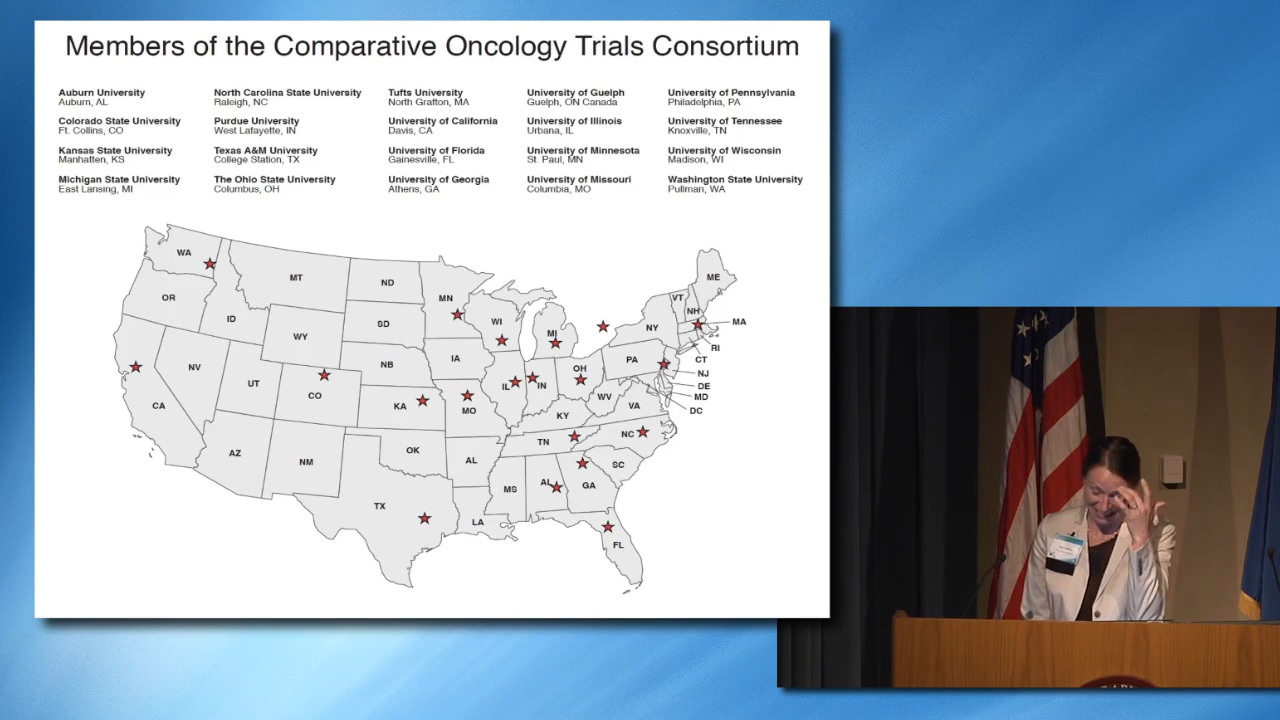 Members of the Comparative Oncology Trials Consortium
Auburn University
Auburn, AL
Colorado State University
Ft. Collins, CO
Kansas State University
Manhatten, KS
Michigan State University
East Lansing, MI
North Carolina State University
Raleigh, NC
Purdue University
West Lafayette, IN
Texas A&M University
College Station, TX
The Ohio State University
Columbus, OH
Tufts University
North Grafton, MA
University of California
Davis, CA
University of Florida
Gainesville, FL
University of Georgia
Athens, GA
University of Guelph
Guelph, ON Canada
University of Illinois
Urbana, IL
University of Minnesota
St. Paul, MN
University of Missouri
Columbia, MO
University of Pennsylvania
Philadelphia, PA
University of Tennessee
Knoxville, TN
University of Wisconsin
Madison, WI
Washington State University
Pullman, WA
WA
MT
ND
MN
ME
OR
ID
WY
SD
WI
MI
NY
VT
NH
MA
RI
CT
NJ
DE
MD
DC
NV
UT
CO
NB
IA
IL
IN
OH
PA
CA
KA
MO
KY
WV
VA
AZ
NM
OK
AL
TN
NC
SC
TX
LA
MS
AL
GA
FL